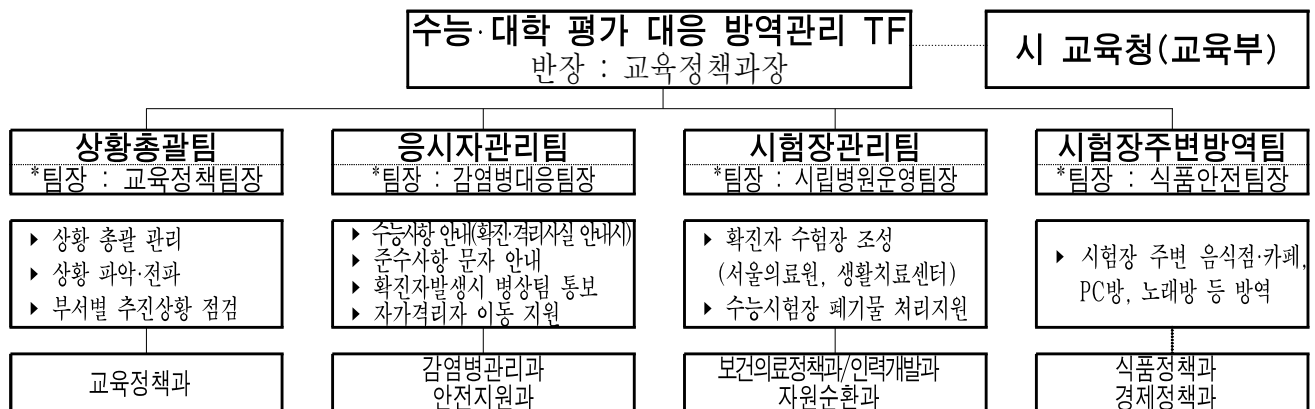 수능·대학 평가 대응 방역관리 TF
반장 : 교육정책과장
시 교육청(교육부)
상황총괄팀
*팀장 : 교육정책팀장
응시자관리팀
*팀장 : 감염병대응팀장
시험장관리팀
*팀장 : 시립병원운영팀장
시험장주변방역팀
*팀장 : 식품안전팀장
▸ 상황 총괄 관리
▸ 상황 파악·전파
▸ 부서별 추진상황 점검
▸ 수능사항 안내(확진·격리사실 안내시)
▸ 준수사항 문자 안내
▸ 확진자발생시 병상팀 통보
▸ 자가격리자 이동 지원
▸ 확진자 수험장 조성
(서울의료원, 생활치료센터)
▸ 수능시험장 폐기물 처리지원
▸ 시험장 주변 음식점·카페,
PC방, 노래방 등 방역
교육정책과
감염병관리과
안전지원과
보건의료정책과/인력개발과
자원순환과
식품정책과
경제정책과